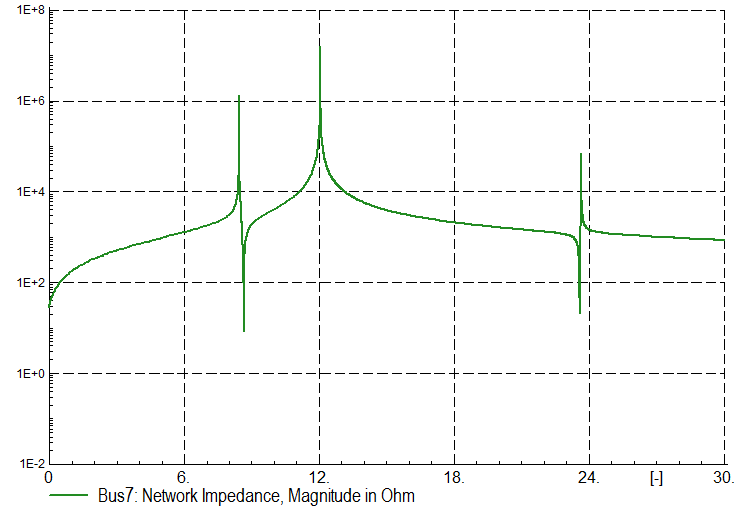 1E+8
1E+6
1E+4
1E+2
1E+0
1E-2
0 6. 12. 18. 24. [-] 30.
Bus7: Network Impedance, Magnitude in Ohm